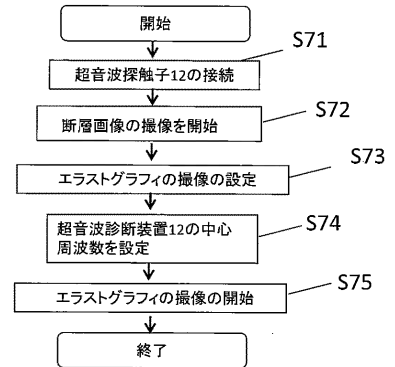 開始
S71
超音波探触子12の接続
S72
断層画像の撮像を開始
S73
エラストグラフィの撮像の設定
S74
超音波診断装置12の中心
周波数を設定
S75
エラストグラフィの撮像の開始
終了